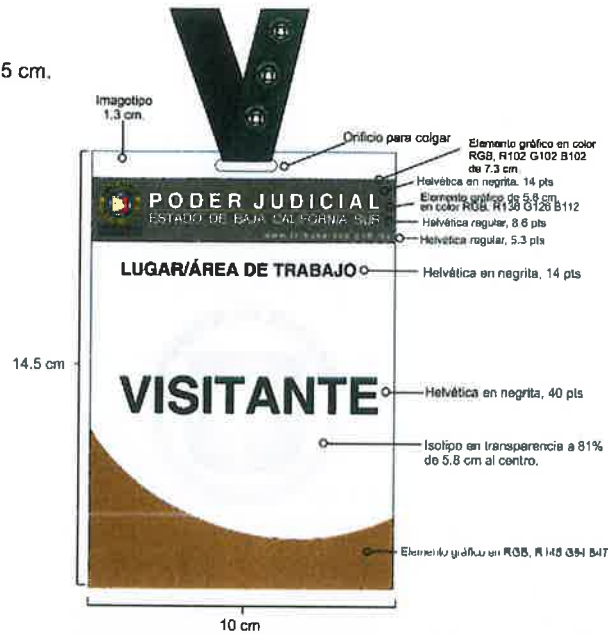 5 cm.
Imagotipo
1.3 cm.
Orificio para colgar
Elemento gráfico en color
RGB, R102 G102 B102
de 7.3 cm.
Helvética en negrita, 14 pts
Elemento gráfico de 5.8 cm.
en color RGB, R138 G126 B112
Helvética regular, 8.6 pts
Helvética regular, 5.3 pts
PODER JUDICIAL
ESTADO DE BAJA CALIFORNIA SUR
LUGAR/ÁREA DE TRABAJO
Helvética en negrita, 14 pts
14.5 cm
VISITANTE
Helvética en negrita, 40 pts
Isotipo en transparencia a 81%
de 5.8 cm al centro.
Elemento gráfico en RGB, R148 G94 B47
10 cm